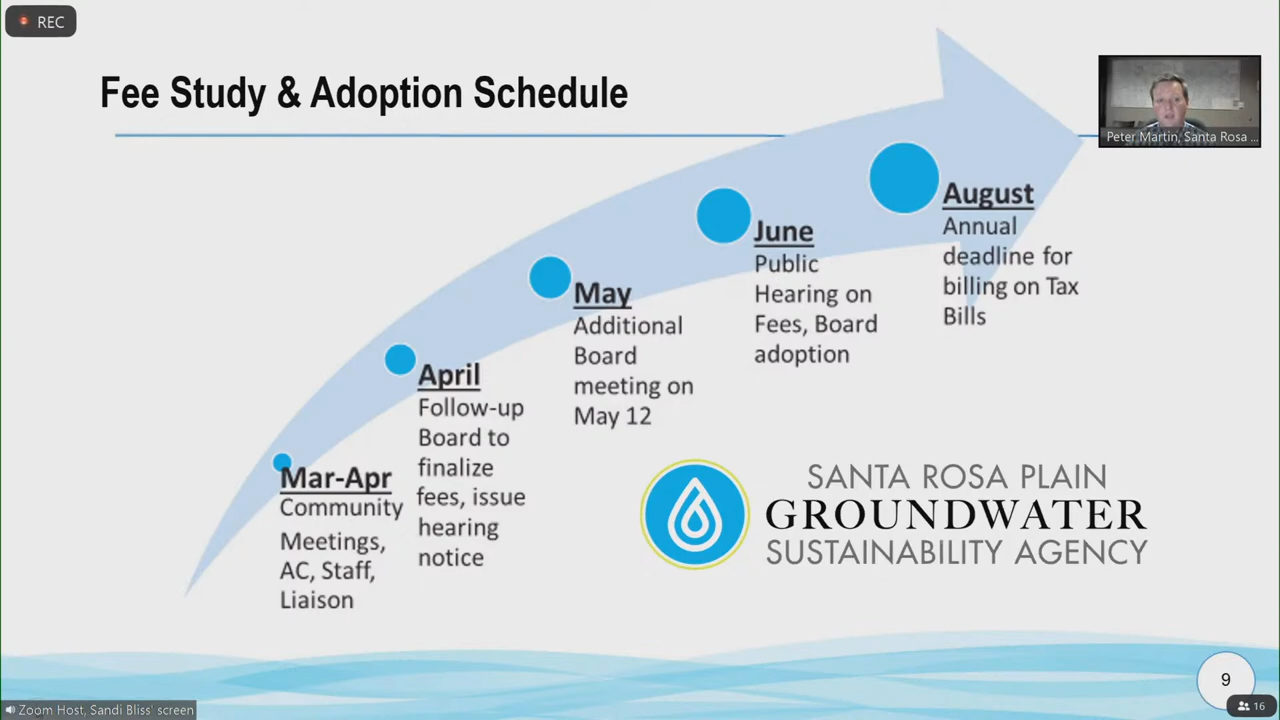 REC
Fee Study & Adoption Schedule
Peter Martin, Santa Rosa ...
August
Annual
deadline for
billing on Tax
Bills
June
Public
Hearing on
Fees, Board
adoption
May
Additional
Board
meeting on
May 12
April
Follow-up
Board to
finalize
fees, issue
hearing
notice
Mar-Apr
Community
Meetings,
AC, Staff,
Liaison
SANTA ROSA PLAIN
GROUNDWATER
SUSTAINABILITY AGENCY
9
Zoom Host, Sandi Bliss' screen
16